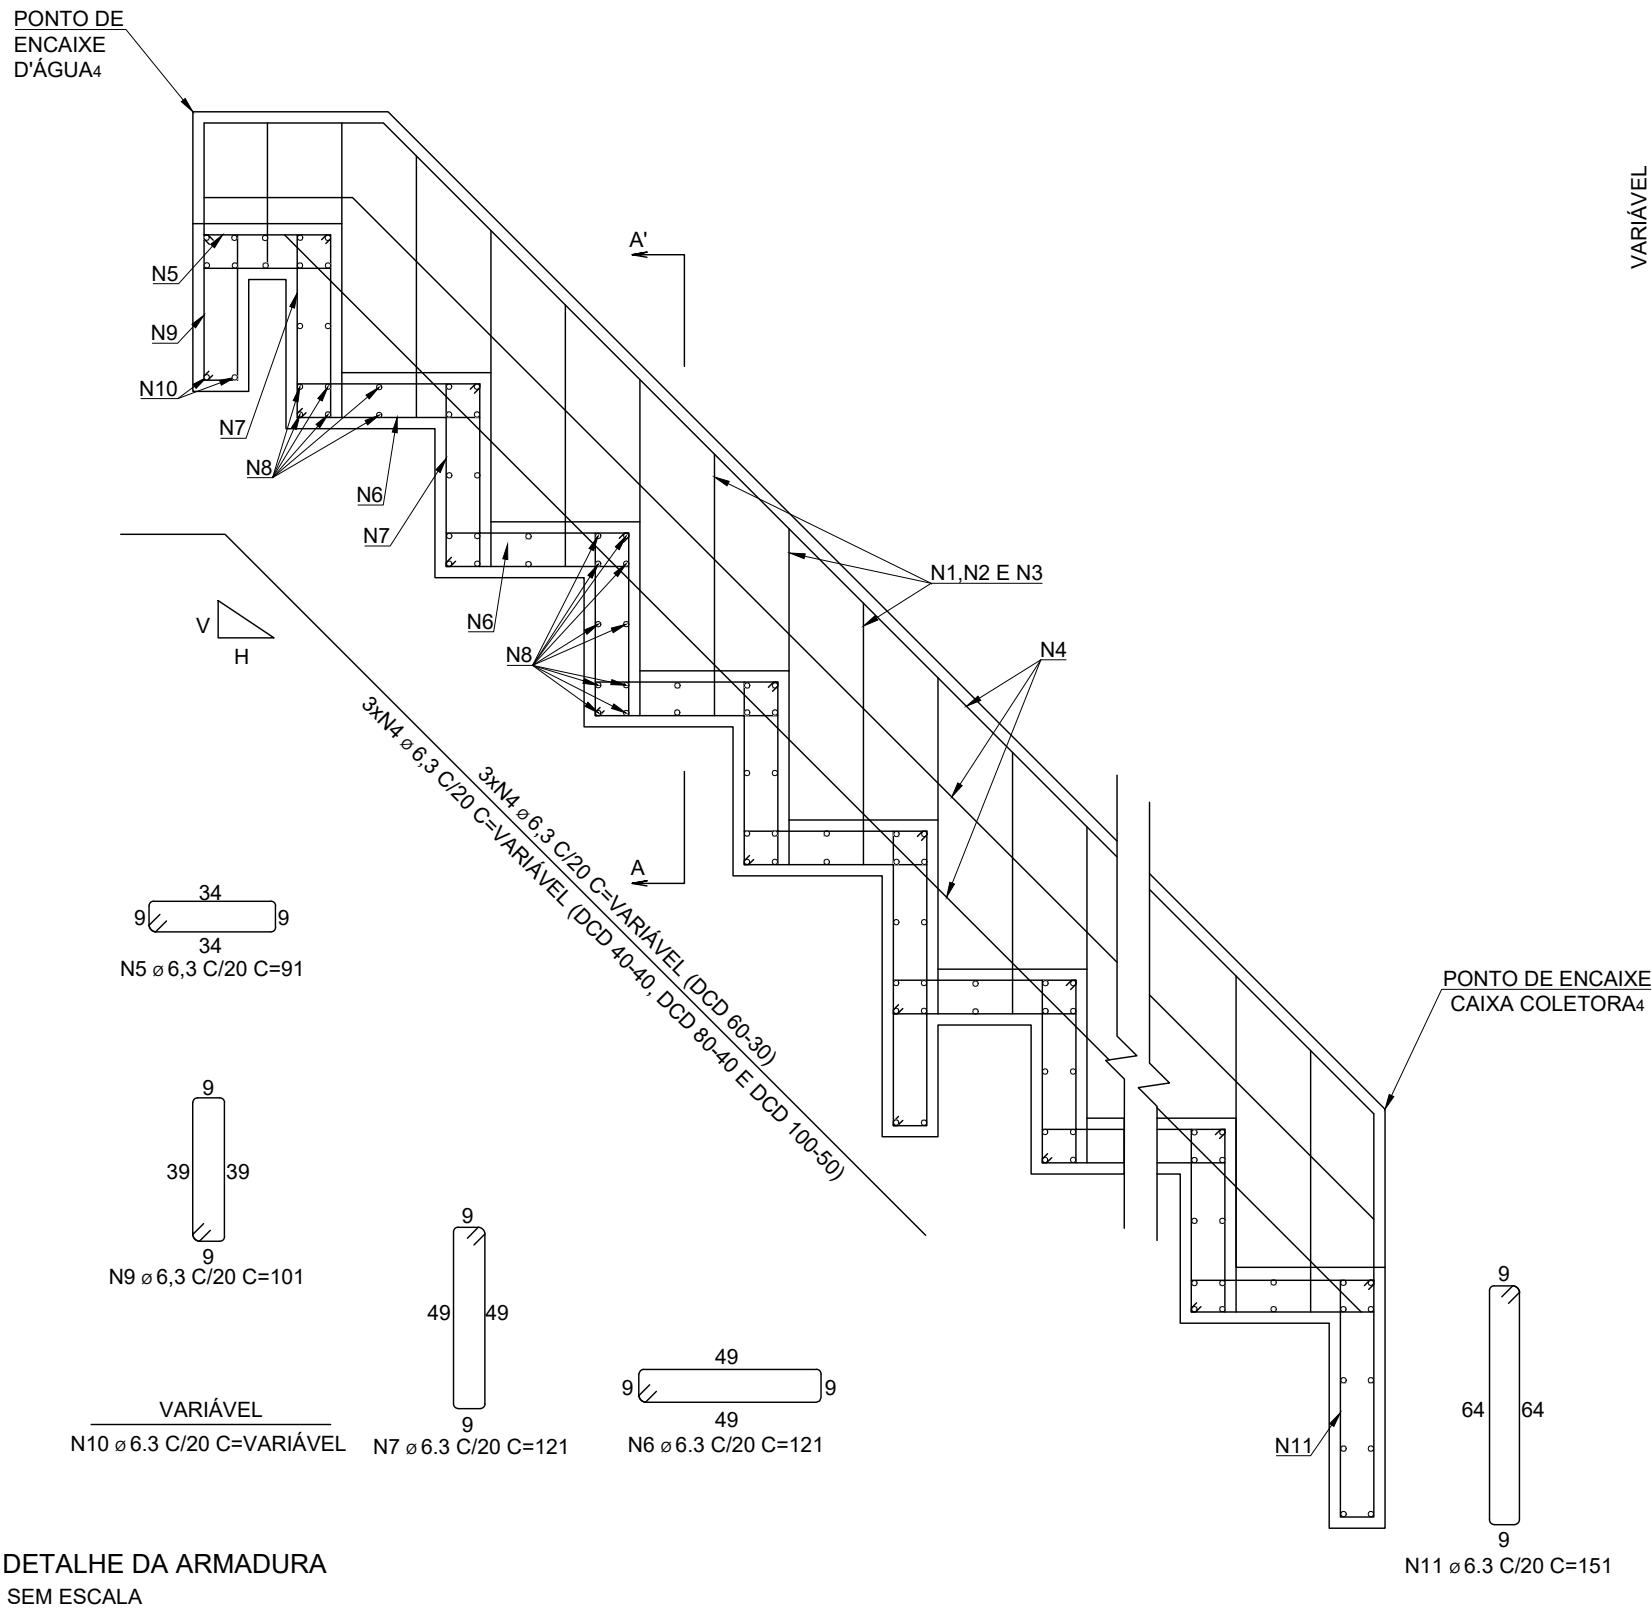 PONTO DE
ENCAIXE
D'ÁGUA4
VARIÁVEL
A'
N5
N9
N10
N7
N8
N6
N7
N6
N8
N1,N2 E N3
N4
V
H
3xN4 ø 6,3 C/20 C=VARIÁVEL (DCD 60-30)
3xN4 ø 6,3 C/20 C=VARIÁVEL (DCD 40-40, DCD 80-40 E DCD 100-50)
A
34
9
9
34
N5 ø 6,3 C/20 C=91
PONTO DE ENCAIXE
CAIXA COLETORA4
9
39
39
9
N9 ø 6,3 C/20 C=101
9
49
49
9
N7 ø 6.3 C/20 C=121
49
9
9
49
N6 ø 6.3 C/20 C=121
VARIÁVEL
N10 ø 6.3 C/20 C=VARIÁVEL
N11
9
64
64
9
N11 ø 6.3 C/20 C=151
DETALHE DA ARMADURA
SEM ESCALA